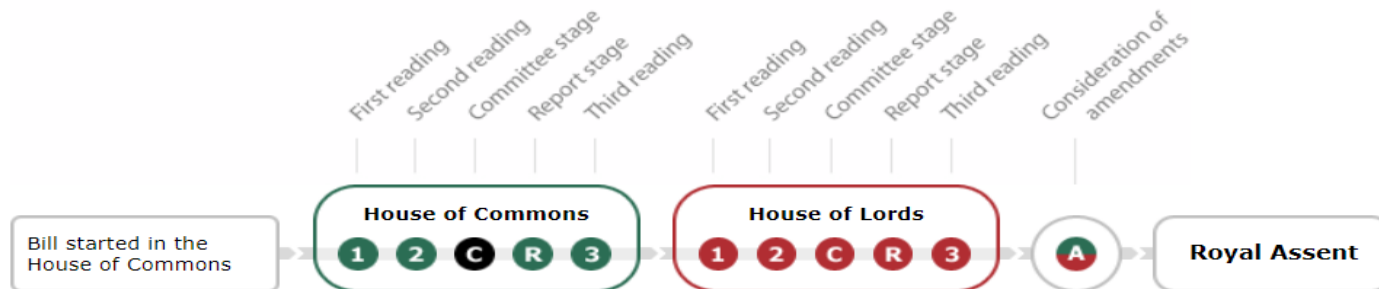 First reading
Second reading
Committee stage
Report stage
Third reading
First reading
Second reading
Committee stage
Report stage
Third reading
Consideration of
amendments
Bill started in the
House of Commons
House of Commons
1 2 C R 3
House of Lords
1 2 C R 3
A
Royal Assent